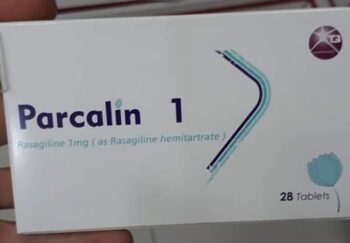 Parcalin 1
Rasagiline 1mg ( as Rasagiline hemitartrate )
28 Tablets